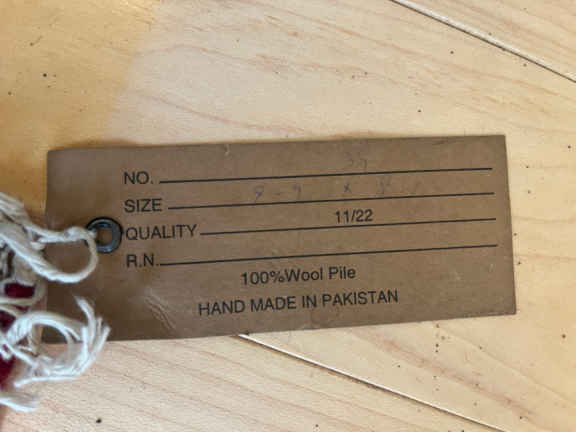 NO.
SIZE
QUALITY 11/22
R.N.
100%Wool Pile
HAND MADE IN PAKISTAN